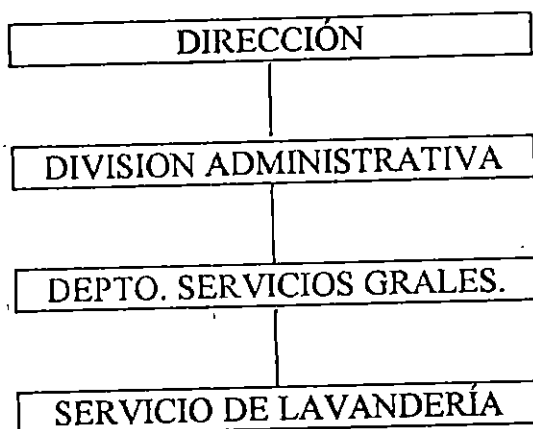 DIRECCIÓN
DIVISION ADMINISTRATIVA
DEPTO. SERVICIOS GRALES.
SERVICIO DE LAVANDERÍA